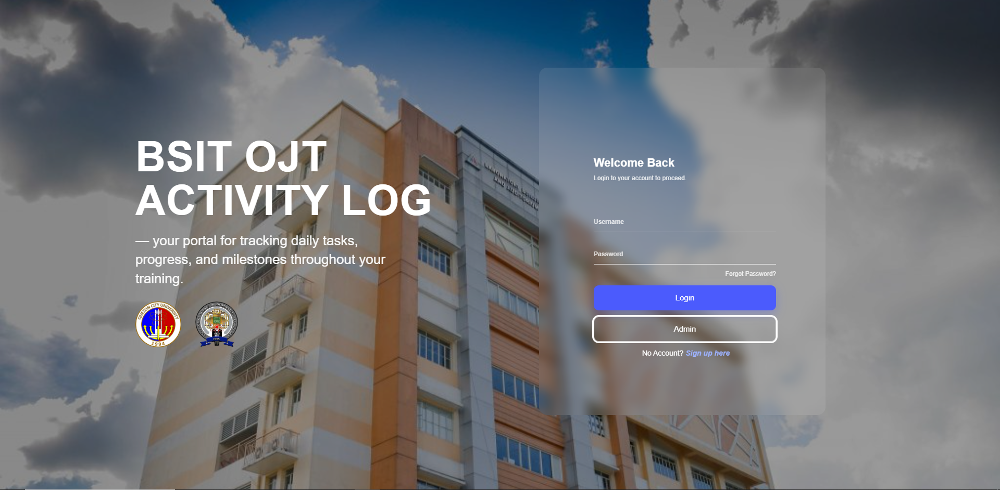 BSIT OJT
ACTIVITY LOG
— your portal for tracking daily tasks,
progress, and milestones throughout your
training.
QUEZON CITY UNIVERSITY
1994
2005
Welcome Back
Login to your account to proceed.
Username
Password
Forgot Password?
Login
Admin
No Account? Sign up here